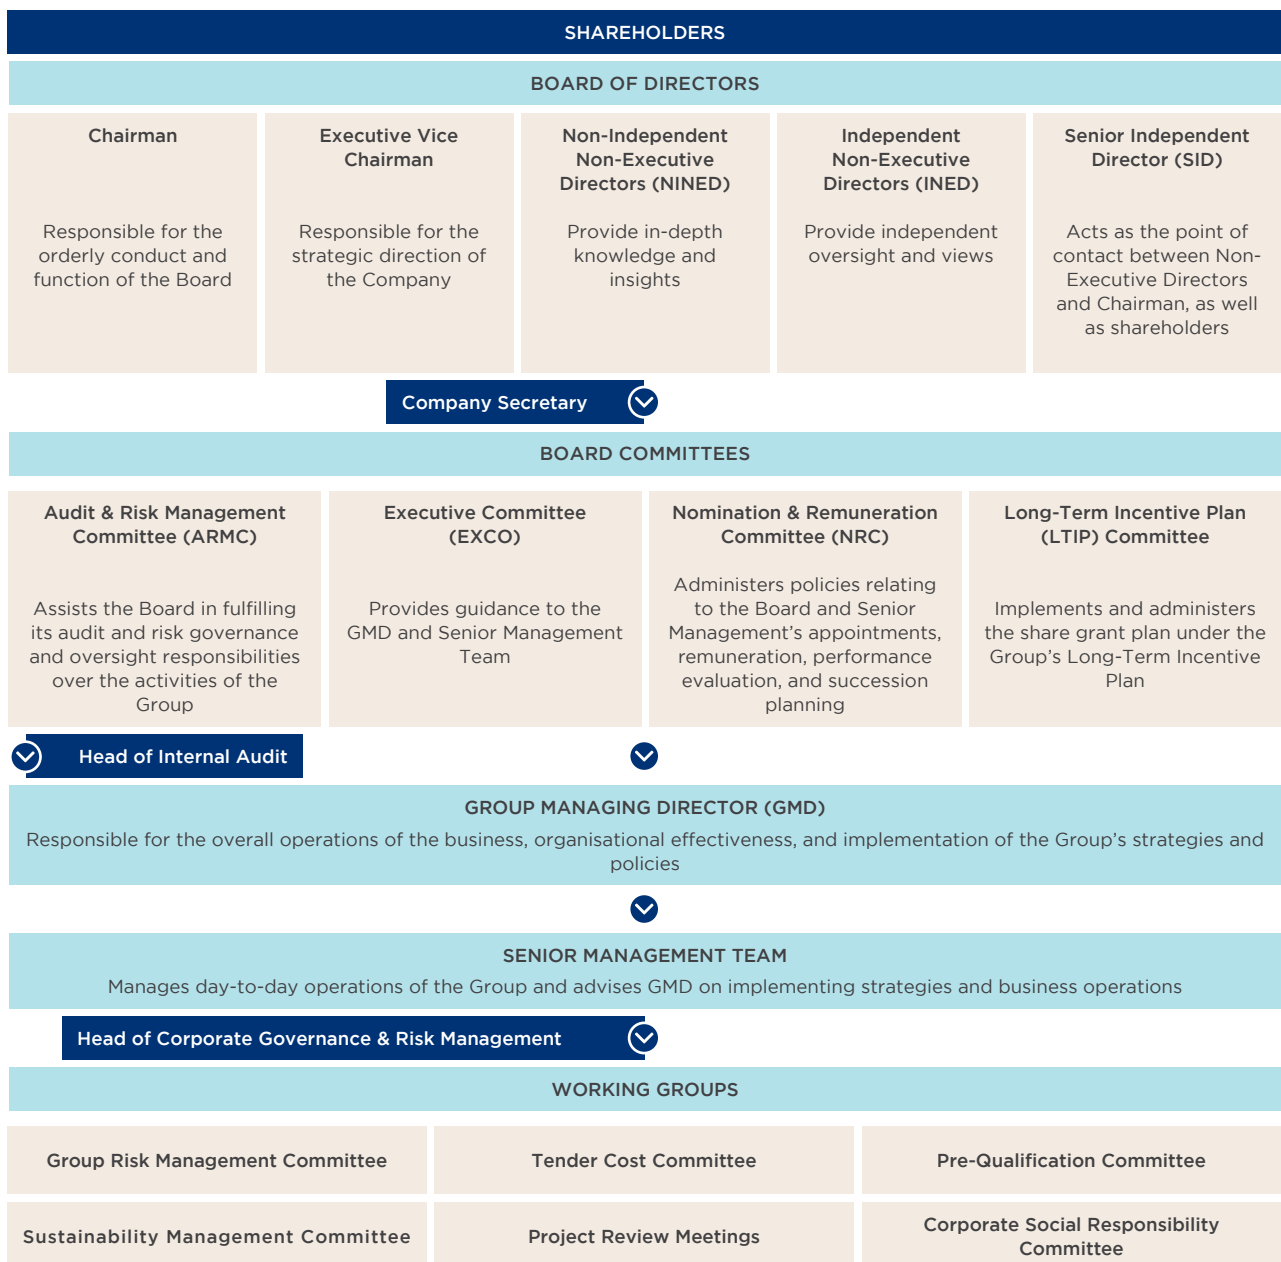 SHAREHOLDERS
BOARD OF DIRECTORS
Chairman
Responsible for the
orderly conduct and
function of the Board
Executive Vice
Chairman
Responsible for the
strategic direction of
the Company
Non-Independent
Non-Executive
Directors (NINED)
Provide in-depth
knowledge and
insights
Independent
Non-Executive
Directors (INED)
Provide independent
oversight and views
Senior Independent
Director (SID)
Acts as the point of
contact between Non-
Executive Directors
and Chairman, as well
as shareholders
Company Secretary
BOARD COMMITTEES
Audit & Risk Management
Committee (ARMC)
Assists the Board in fulfilling
its audit and risk governance
and oversight responsibilities
over the activities of the
Group
Executive Committee
(EXCO)
Provides guidance to the
GMD and Senior Management
Team
Nomination & Remuneration
Committee (NRC)
Administers policies relating
to the Board and Senior
Management’s appointments,
remuneration, performance
evaluation, and succession
planning
Long-Term Incentive Plan
(LTIP) Committee
Implements and administers
the share grant plan under the
Group’s Long-Term Incentive
Plan
Head of Internal Audit
GROUP MANAGING DIRECTOR (GMD)
Responsible for the overall operations of the business, organisational effectiveness, and implementation of the Group’s strategies and
policies
SENIOR MANAGEMENT TEAM
Manages day-to-day operations of the Group and advises GMD on implementing strategies and business operations
Head of Corporate Governance & Risk Management
WORKING GROUPS
Group Risk Management Committee
Tender Cost Committee
Pre-Qualification Committee
Sustainability Management Committee
Project Review Meetings
Corporate Social Responsibility
Committee